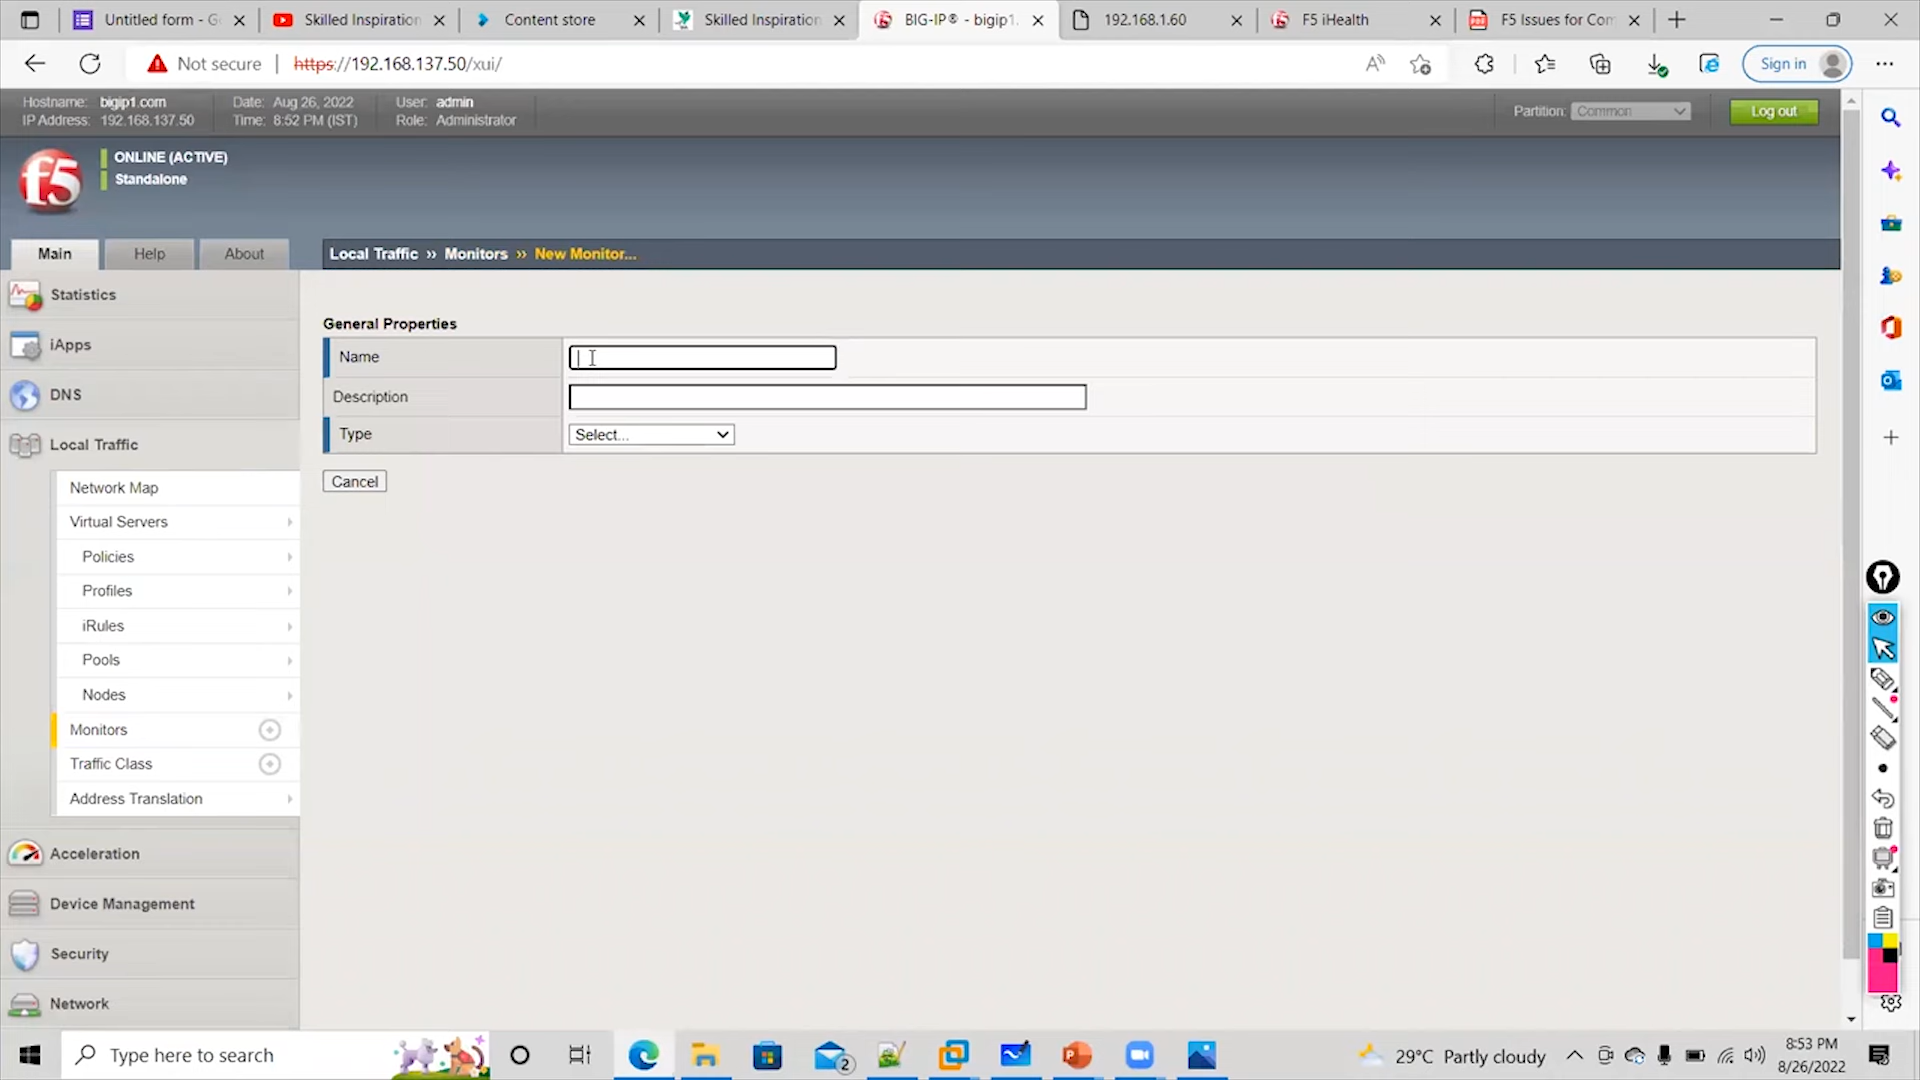 Untitled form - G
Skilled Inspiration
Content store
Skilled Inspiration
BIG-IP® - bigip1.
192.168.1.60
F5 iHealth
F5 Issues for Com
Not secure
https://192.168.137.50/xui/
Sign in
Hostname: bigip1.com
IP Address: 192.168.137.50
Date: Aug 26, 2022
Time: 8:52 PM (IST)
User: admin
Role: Administrator
Partition: Common
Log out
f5
ONLINE (ACTIVE)
Standalone
Main
Help
About
Local Traffic ›› Monitors ›› New Monitor...
Statistics
iApps
DNS
Local Traffic
Network Map
Virtual Servers
Policies
Profiles
iRules
Pools
Nodes
Monitors
Traffic Class
Address Translation
Acceleration
Device Management
Security
Network
General Properties
Name
Description
Type
Select...
Cancel
Type here to search
2
29°C Partly cloudy
8:53 PM
8/26/2022